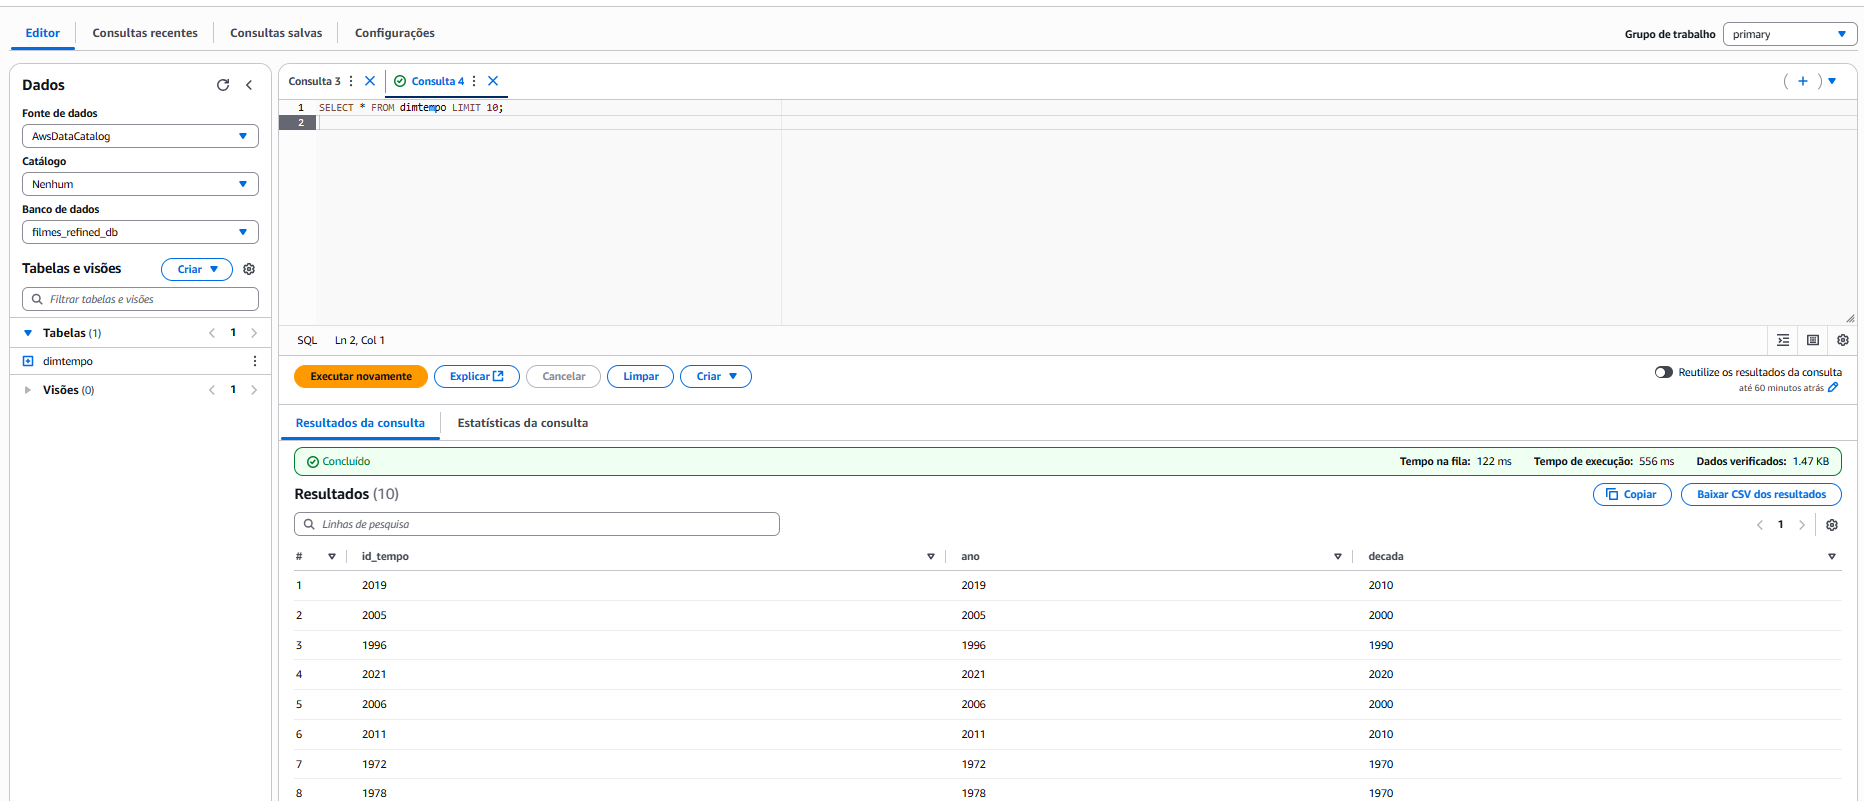 Editor Consultas recentes Consultas salvas Configurações Grupo de trabalho primary
Dados
Fonte de dados
AwsDataCatalog
Catálogo
Nenhum
Banco de dados
filmes_refined_db
Tabelas e visões Criar
Filtrar tabelas e visões
Tabelas (1) 1
dimtempo
Visões (0) 1
Consulta 3 Consulta 4
1 SELECT * FROM dimtempo LIMIT 10;
2
SQL Ln 2, Col 1
Executar novamente Explicar Cancelar Limpar Criar
Reutilize os resultados da consulta
até 60 minutos atrás
Resultados da consulta Estatísticas da consulta
Concluído Tempo na fila: 122 ms Tempo de execução: 556 ms Dados verificados: 1.47 KB
Resultados (10) Copiar Baixar CSV dos resultados
Linhas de pesquisa 1
# id_tempo ano decada
1 2019 2019 2010
2 2005 2005 2000
3 1996 1996 1990
4 2021 2021 2020
5 2006 2006 2000
6 2011 2011 2010
7 1972 1972 1970
8 1978 1978 1970